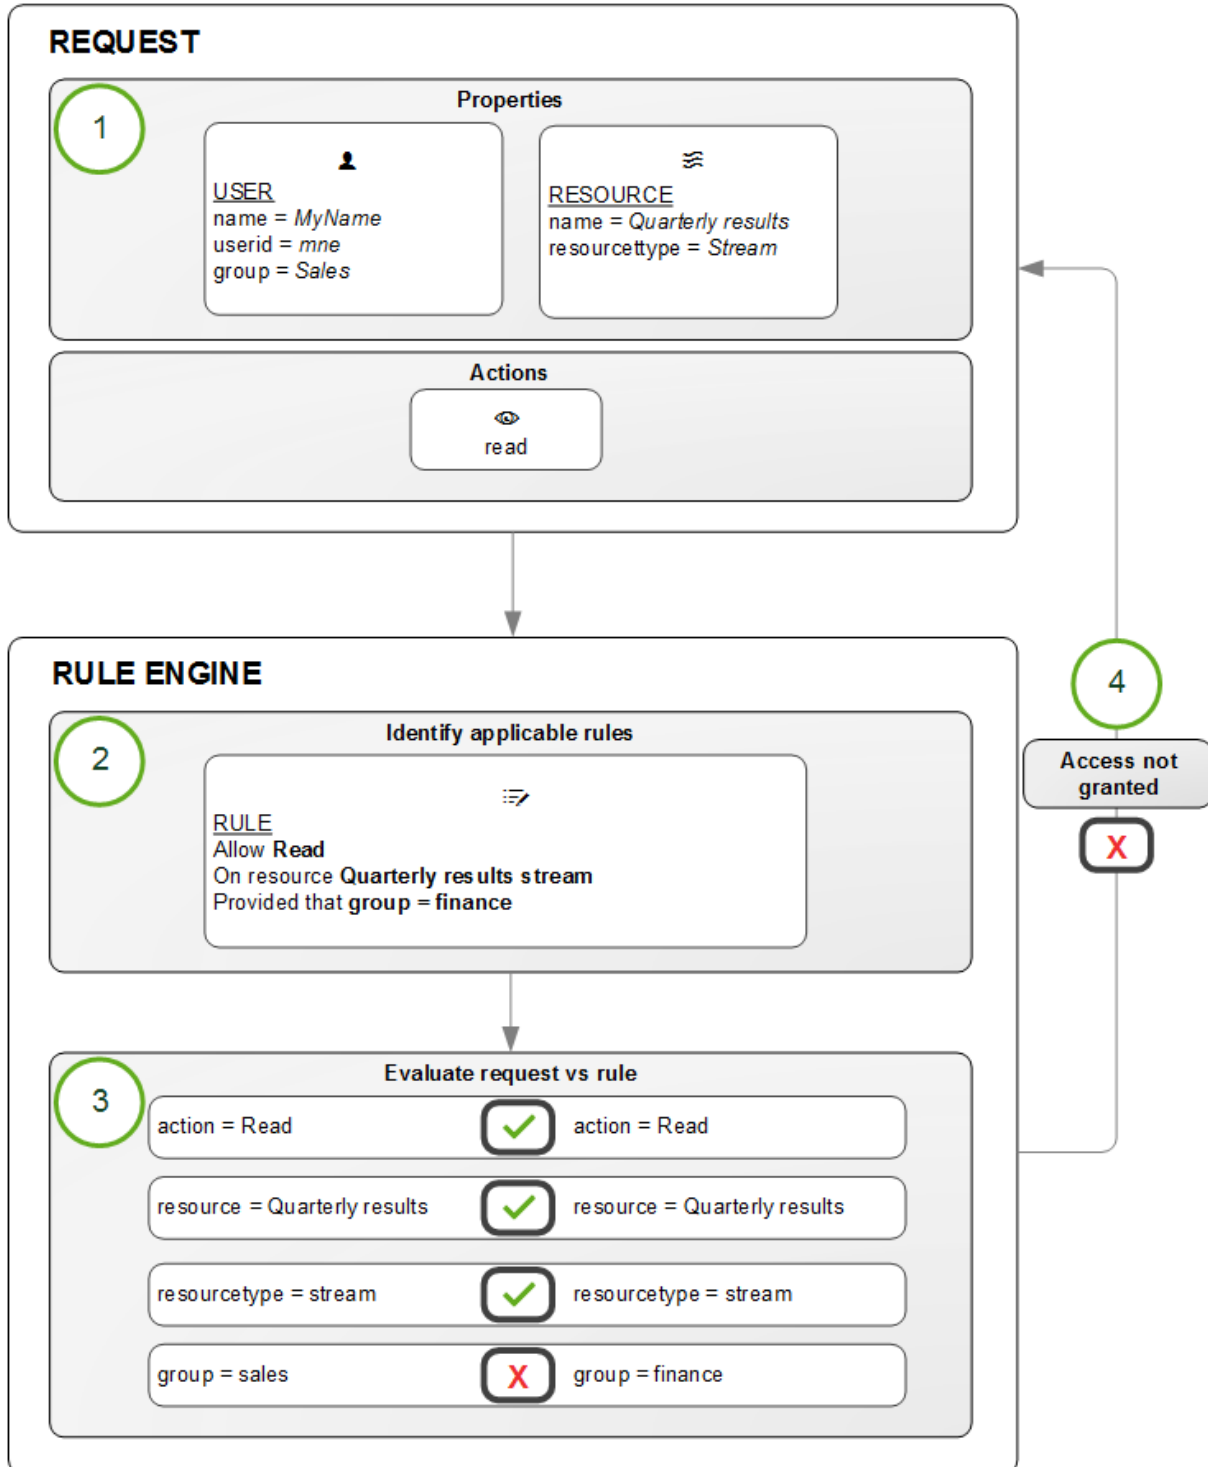 REQUEST
1
Properties
USER
name = MyName
userid = mne
group = Sales
RESOURCE
name = Quarterly results
resourcettype = Stream
Actions
read
RULE ENGINE
2
Identify applicable rules
RULE
Allow Read
On resource Quarterly results stream
Provided that group = finance
3
Evaluate request vs rule
action = Read action = Read
resource = Quarterly results resource = Quarterly results
resourcetype = stream resourcetype = stream
group = sales X group = finance
4
Access not
granted
X